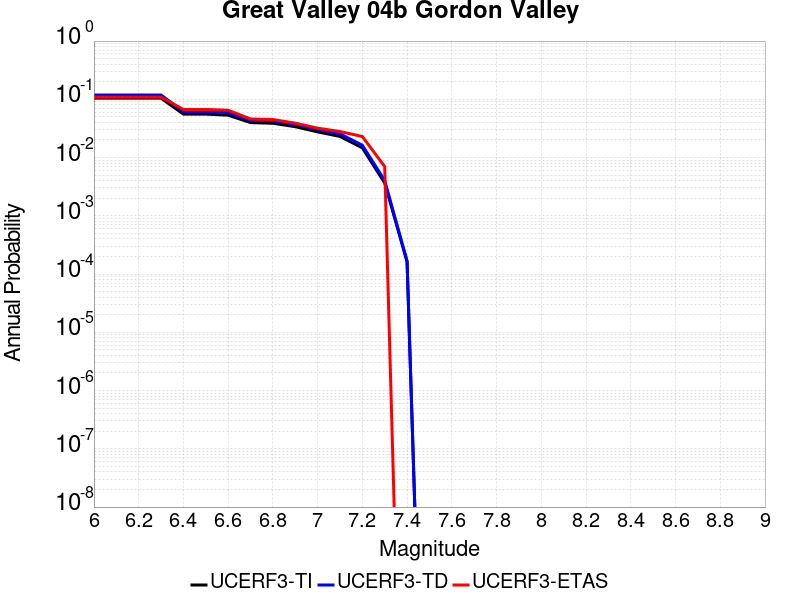 Great Valley 04b Gordon Valley
10^0
10^-1
10^-2
10^-3
10^-4
10^-5
10^-6
10^-7
10^-8
Annual Probability
6 6.2 6.4 6.6 6.8 7 7.2 7.4 7.6 7.8 8 8.2 8.4 8.6 8.8 9
Magnitude
UCERF3-TI UCERF3-TD UCERF3-ETAS